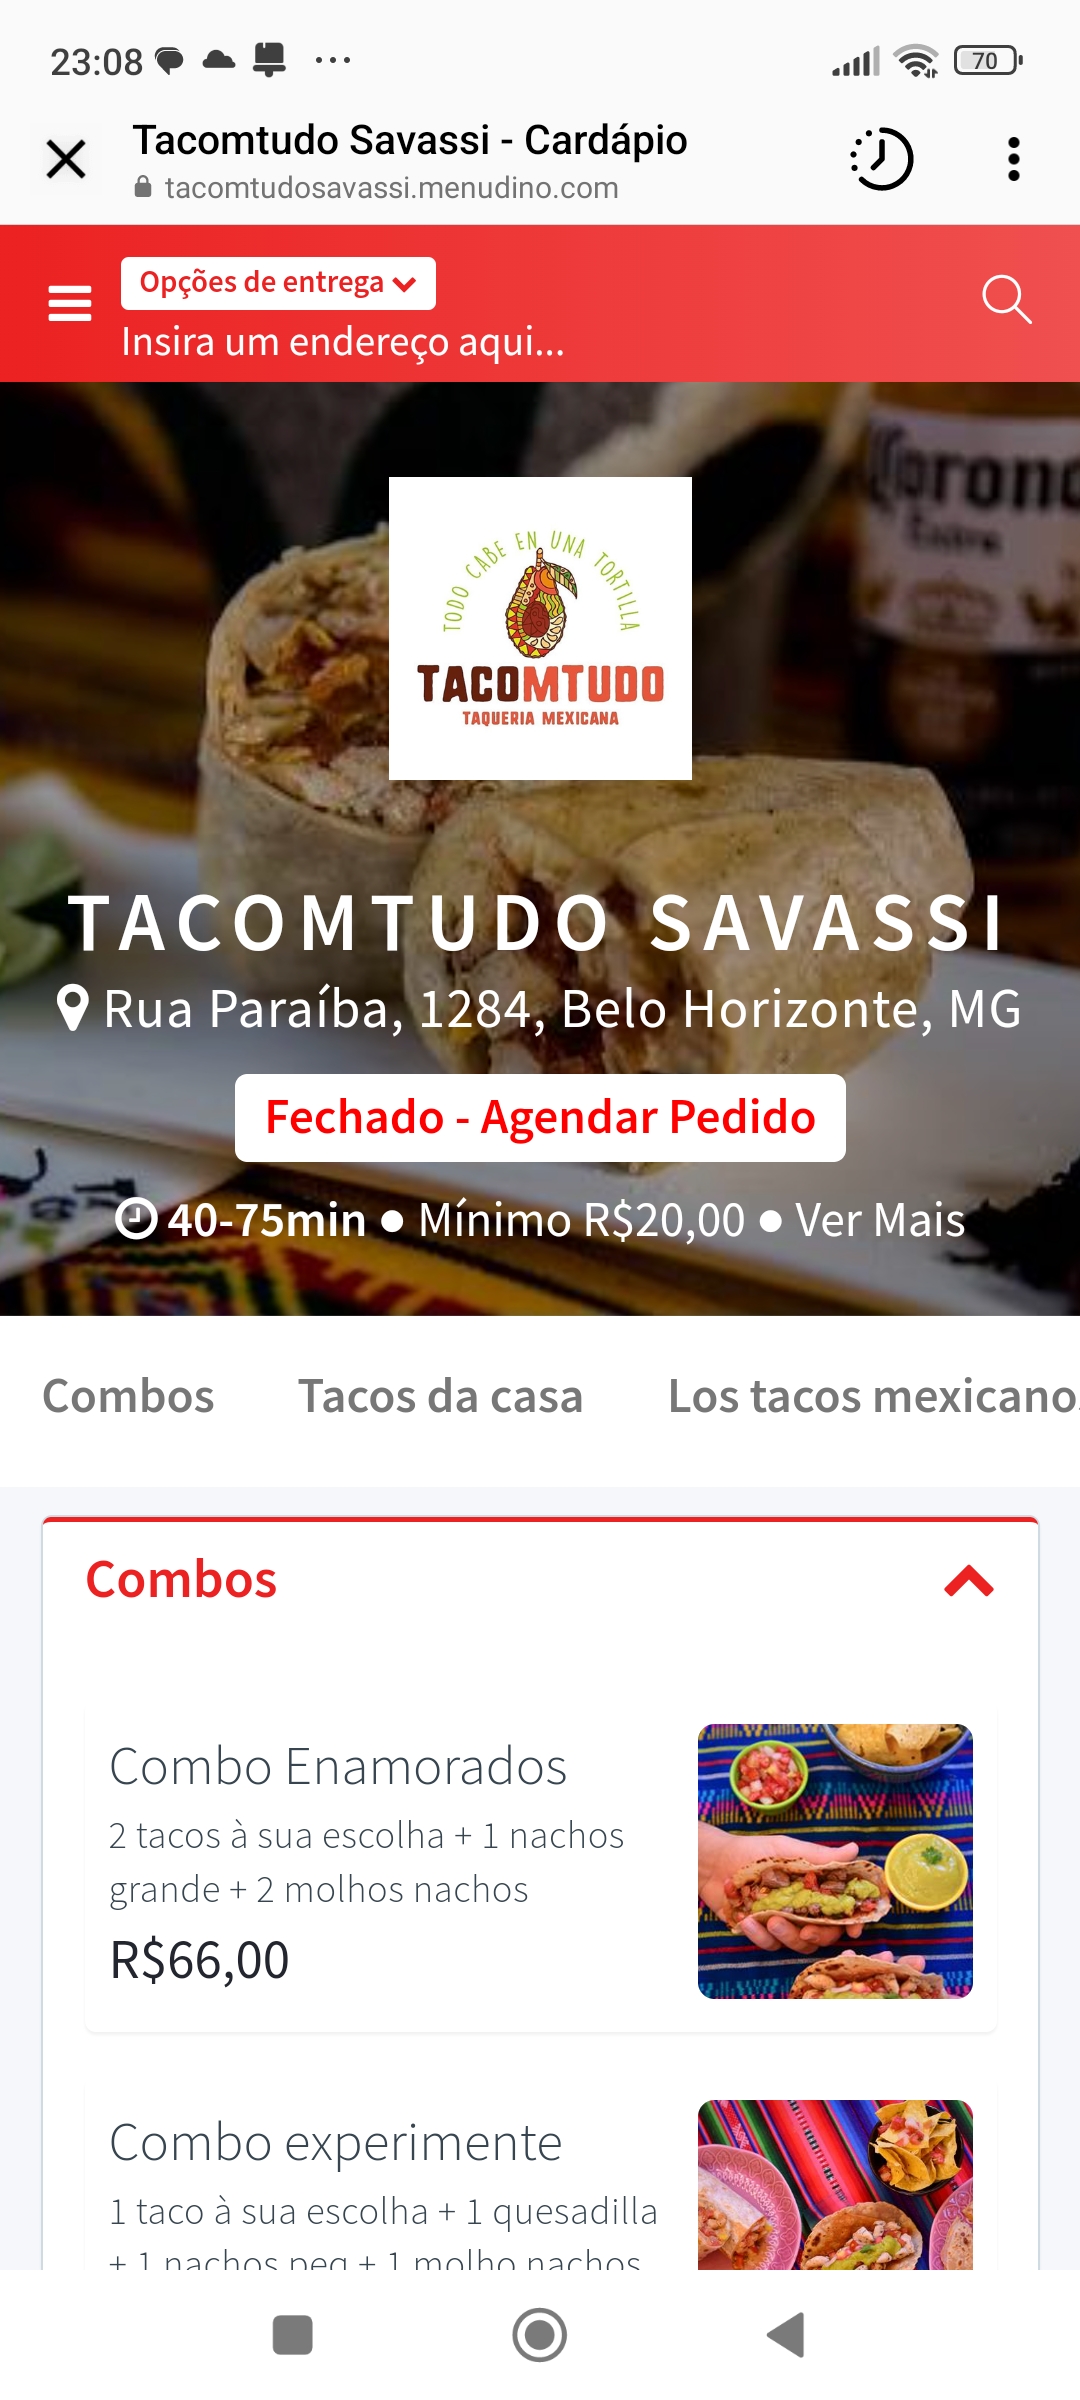 23:08
70
Tacomtudo Savassi - Cardápio
tacomtudosavassi.menudino.com
Opções de entrega
Insira um endereço aqui...
Corona
Extra
TODO CABE EN UNA TORTILLA
TACOMTUDO
TAQUERIA MEXICANA
TACOMTUDO SAVASSI
Rua Paraíba, 1284, Belo Horizonte, MG
Fechado - Agendar Pedido
40-75min ● Mínimo R$20,00 ● Ver Mais
Combos Tacos da casa Los tacos mexicanos
Combos
Combo Enamorados
2 tacos à sua escolha + 1 nachos
grande + 2 molhos nachos
R$66,00
Combo experimente
1 taco à sua escolha + 1 quesadilla
+ 1 nachos peq + 1 molho nachos